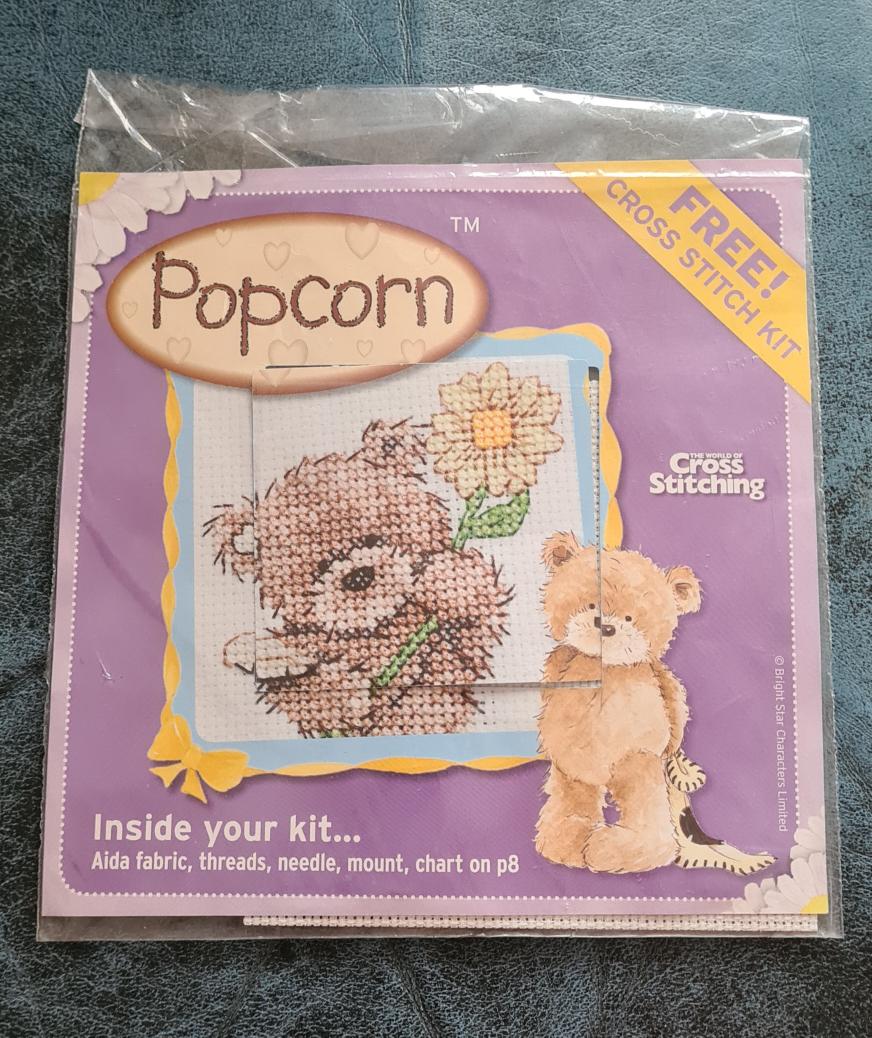 Popcorn
TM
FREE!
CROSS STITCH KIT
THE WORLD OF
Cross
Stitching
© Bright Star Characters Limited
Inside your kit...
Aida fabric, threads, needle, mount, chart on p8